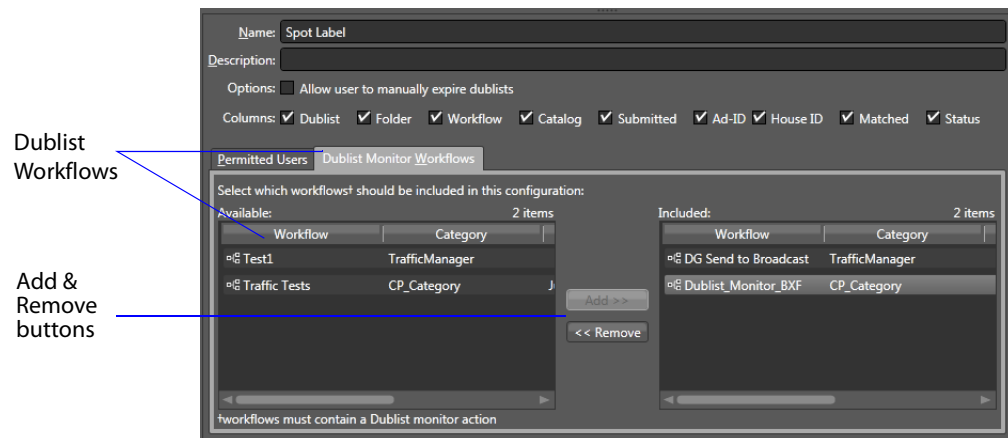 Name: Spot Label
Description:
Options: Allow user to manually expire dublists
Columns: Dublist Folder Workflow Catalog Submitted Ad-ID House ID Matched Status
Dublist
Workflows
Permitted Users Dublist Monitor Workflows
Select which workflows† should be included in this configuration:
Available: 2 items Included: 2 items
Workflow Category Workflow Category
Test1 TrafficManager DG Send to Broadcast TrafficManager
Traffic Tests CP_Category Dublist_Monitor_BXF CP_Category
Add &
Remove
buttons
Add >>
<< Remove
†workflows must contain a Dublist monitor action